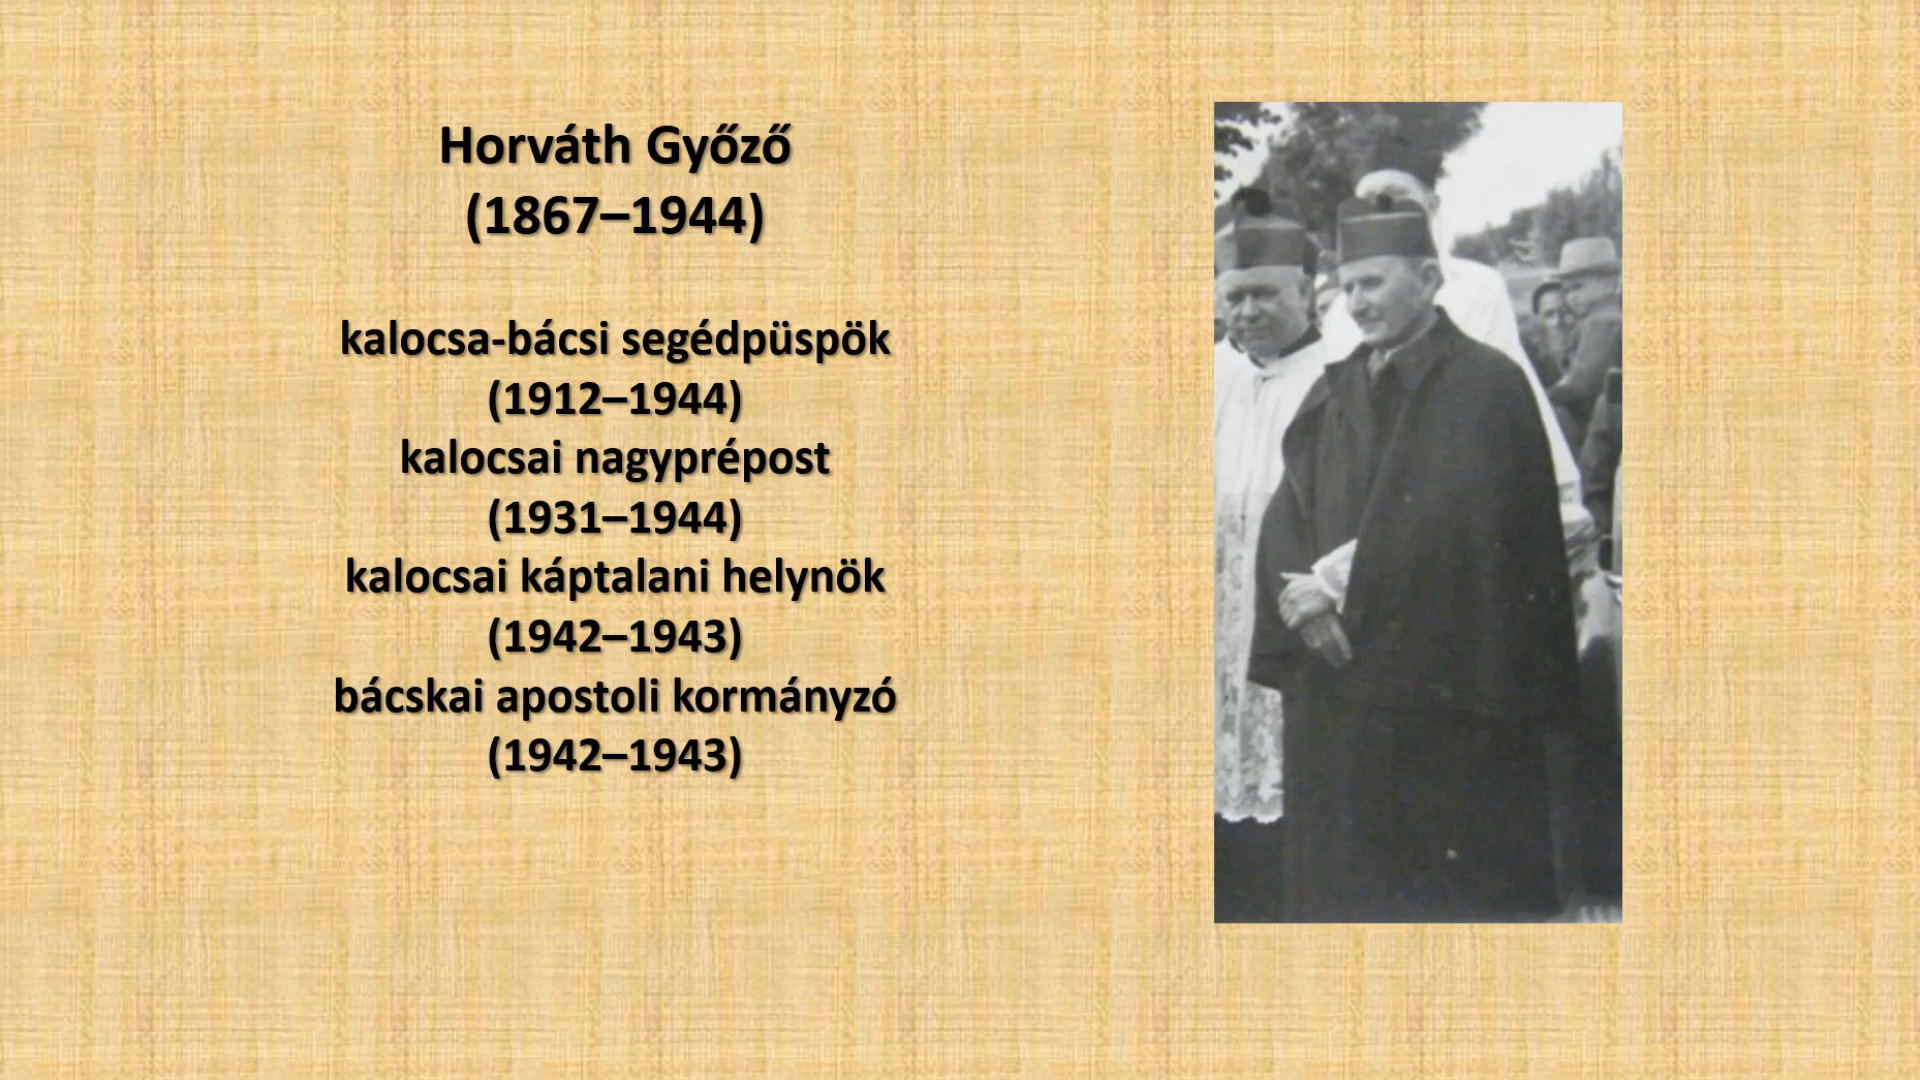 Horváth Győző
(1867–1944)
kalocsa-bácsi segédpüspök
(1912–1944)
kalocsai nagyprépost
(1931–1944)
kalocsai káptalani helynök
(1942–1943)
bácskai apostoli kormányzó
(1942–1943)